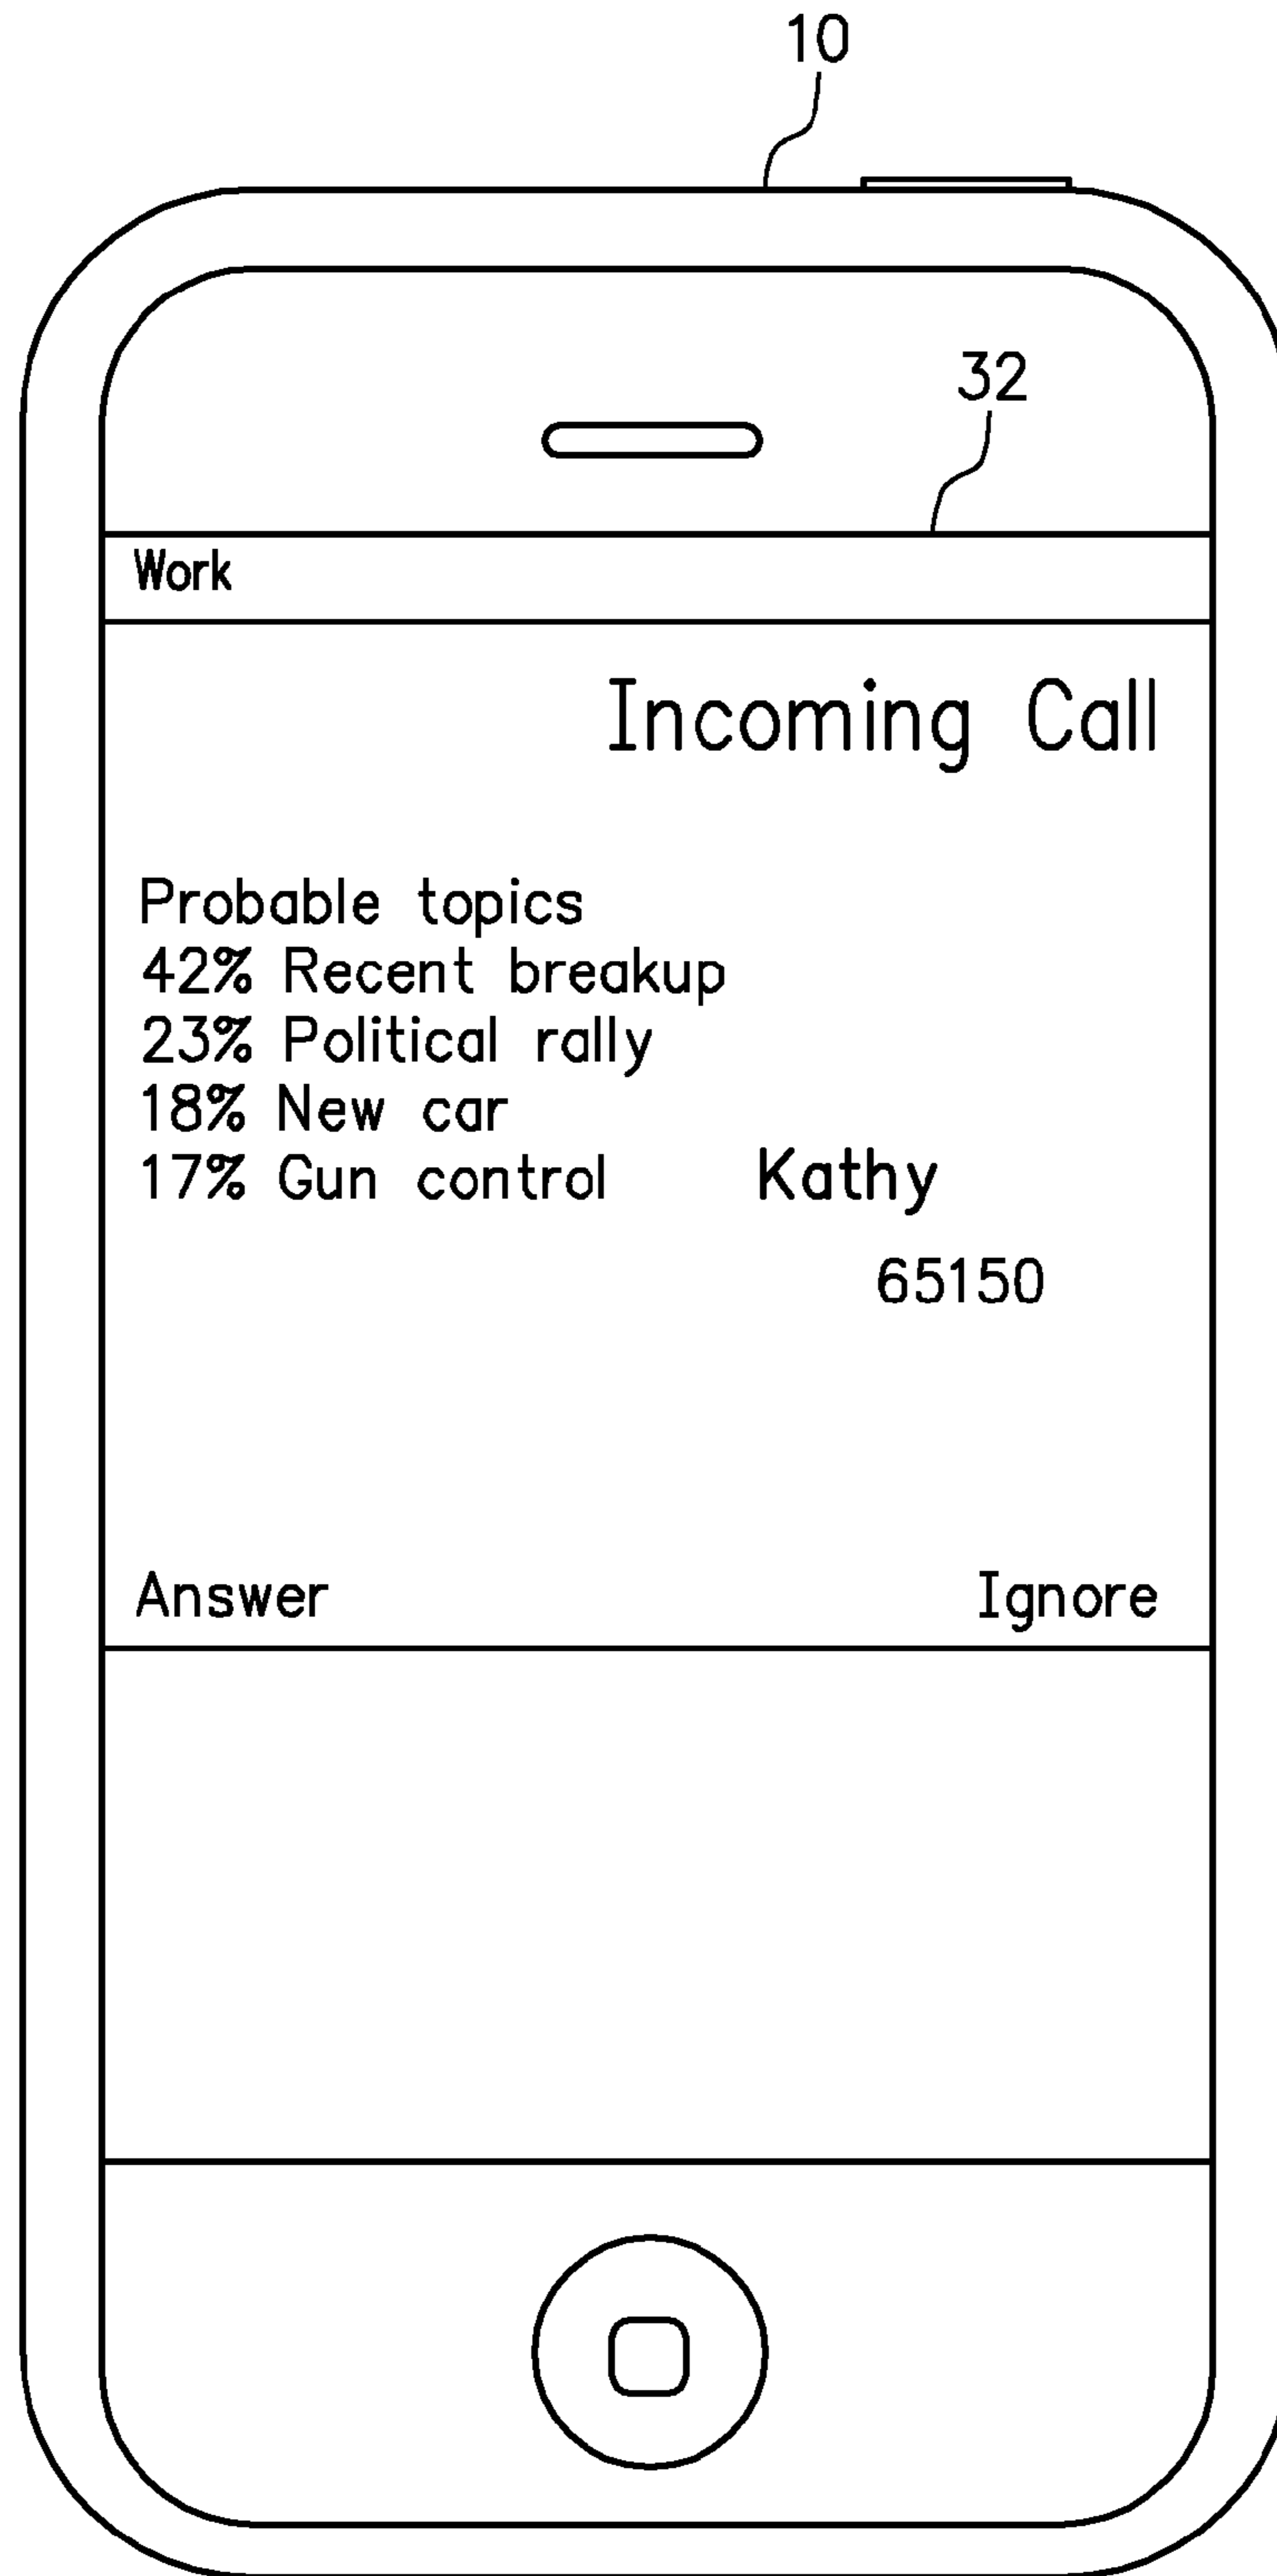 10
32
Work
Incoming Call
Probable topics
42% Recent breakup
23% Political rally
18% New car
17% Gun control
Kathy
65150
Answer
Ignore